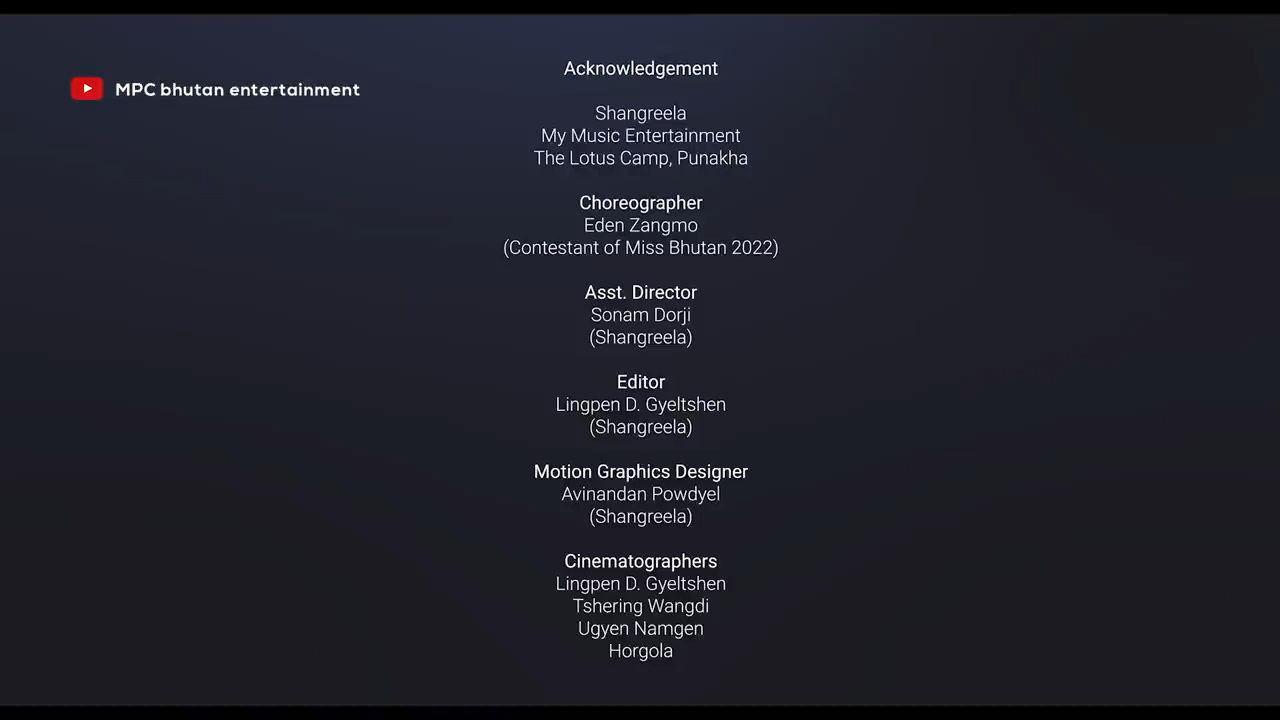 MPC bhutan entertainment
Acknowledgement
Shangreela
My Music Entertainment
The Lotus Camp, Punakha
Choreographer
Eden Zangmo
(Contestant of Miss Bhutan 2022)
Asst. Director
Sonam Dorji
(Shangreela)
Editor
Lingpen D. Gyeltshen
(Shangreela)
Motion Graphics Designer
Avinandan Powdyel
(Shangreela)
Cinematographers
Lingpen D. Gyeltshen
Tshering Wangdi
Ugyen Namgen
Horgola